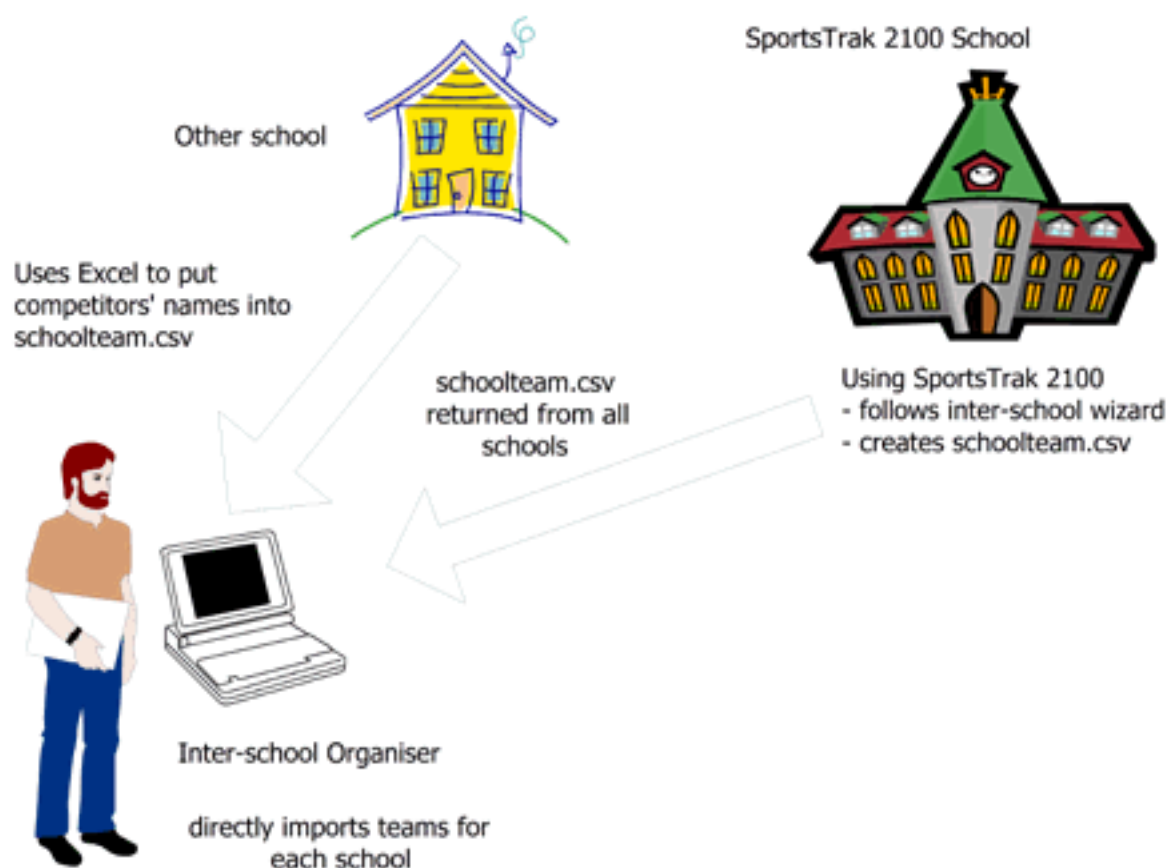 SportsTrak 2100 School
Other school
Uses Excel to put
competitors' names into
schoolteam.csv
schoolteam.csv
returned from all
schools
Using SportsTrak 2100
- follows inter-school wizard
- creates schoolteam.csv
Inter-school Organiser
directly imports teams for
each school